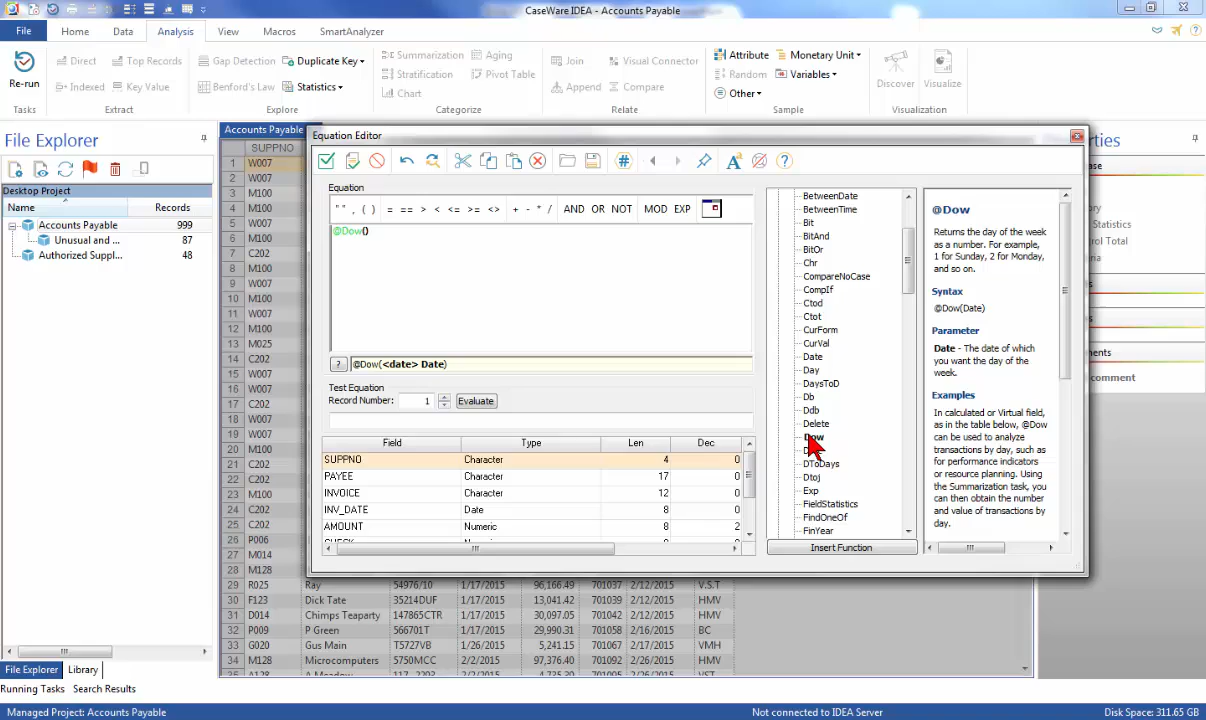 CaseWare IDEA - Accounts Payable
File Home Data Analysis View Macros SmartAnalyzer
Re-run
Tasks
Direct Top Records
Indexed Key Value
Extract
Gap Detection Duplicate Key
Benford's Law Statistics
Explore
Summarization Aging
Stratification Pivot Table
Chart
Categorize
Join Visual Connector
Append Compare
Relate
Attribute Monetary Unit
Random Variables
Other
Sample
Discover Visualize
Visualization
File Explorer
Desktop Project
Name Records
Accounts Payable 999
Unusual and ... 87
Authorized Suppl... 48
File Explorer Library
Running Tasks Search Results
Managed Project: Accounts Payable
Not connected to IDEA Server
Disk Space: 311.65 GB
Accounts Payable
SUPPNO
1 W007
2 W007
3 M100
4 M100
5 W007
6 M100
7 C202
8 M100
9 W007
10 M100
11 W007
12 M100
13 M025
14 C202
15 W007
16 W007
17 C202
18 W007
19 W007
20 M100
21 C202
22 C202
23 M100
24 C202
25 C202
26 P006
27 M014
28 M128
29 R025 Ray 54976/10 1/17/2015 96,166.49 701037 2/12/2015 V.S.T
30 F123 Dick Tate 35214DUF 1/17/2015 13,041.42 701039 2/12/2015 HMV
31 D014 Chimps Teaparty 147865CTR 1/17/2015 30,097.05 701042 2/12/2015 HMV
32 P009 P Green 566701T 1/17/2015 29,990.31 701058 2/16/2015 BC
33 G020 Gus Main T5727VB 1/26/2015 5,241.15 701067 2/17/2015 HMV
34 M128 Microcomputers 5750MCC 2/2/2015 97,376.40 701086 2/26/2015 HMV
Equation Editor
Equation
" " , ( ) = == > < <= >= <> + - * / AND OR NOT MOD EXP
@Dow()
? @Dow(<date> Date)
Test Equation
Record Number: 1 Evaluate
Field Type Len Dec
SUPPNO Character 4 0
PAYEE Character 17 0
INVOICE Character 12 0
INV_DATE Date 8 0
AMOUNT Numeric 8 2
BetweenDate
BetweenTime
Bit
BitAnd
BitOr
Chr
CompareNoCase
CompIf
Ctod
Ctot
CurForm
CurVal
Date
Day
DaysToD
Db
Ddb
Delete
Dow
DToDays
Dtoj
Exp
FieldStatistics
FindOneOf
FinYear
Insert Function
@Dow
Returns the day of the week
as a number. For example,
1 for Sunday, 2 for Monday,
and so on.
Syntax
@Dow(Date)
Parameter
Date - The date of which
you want the day of the
week.
Examples
In calculated or Virtual field,
as in the table below, @Dow
can be used to analyze
transactions by day, such as
for performance indicators
or resource planning. Using
the Summarization task, you
can then obtain the number
and value of transactions by
day.